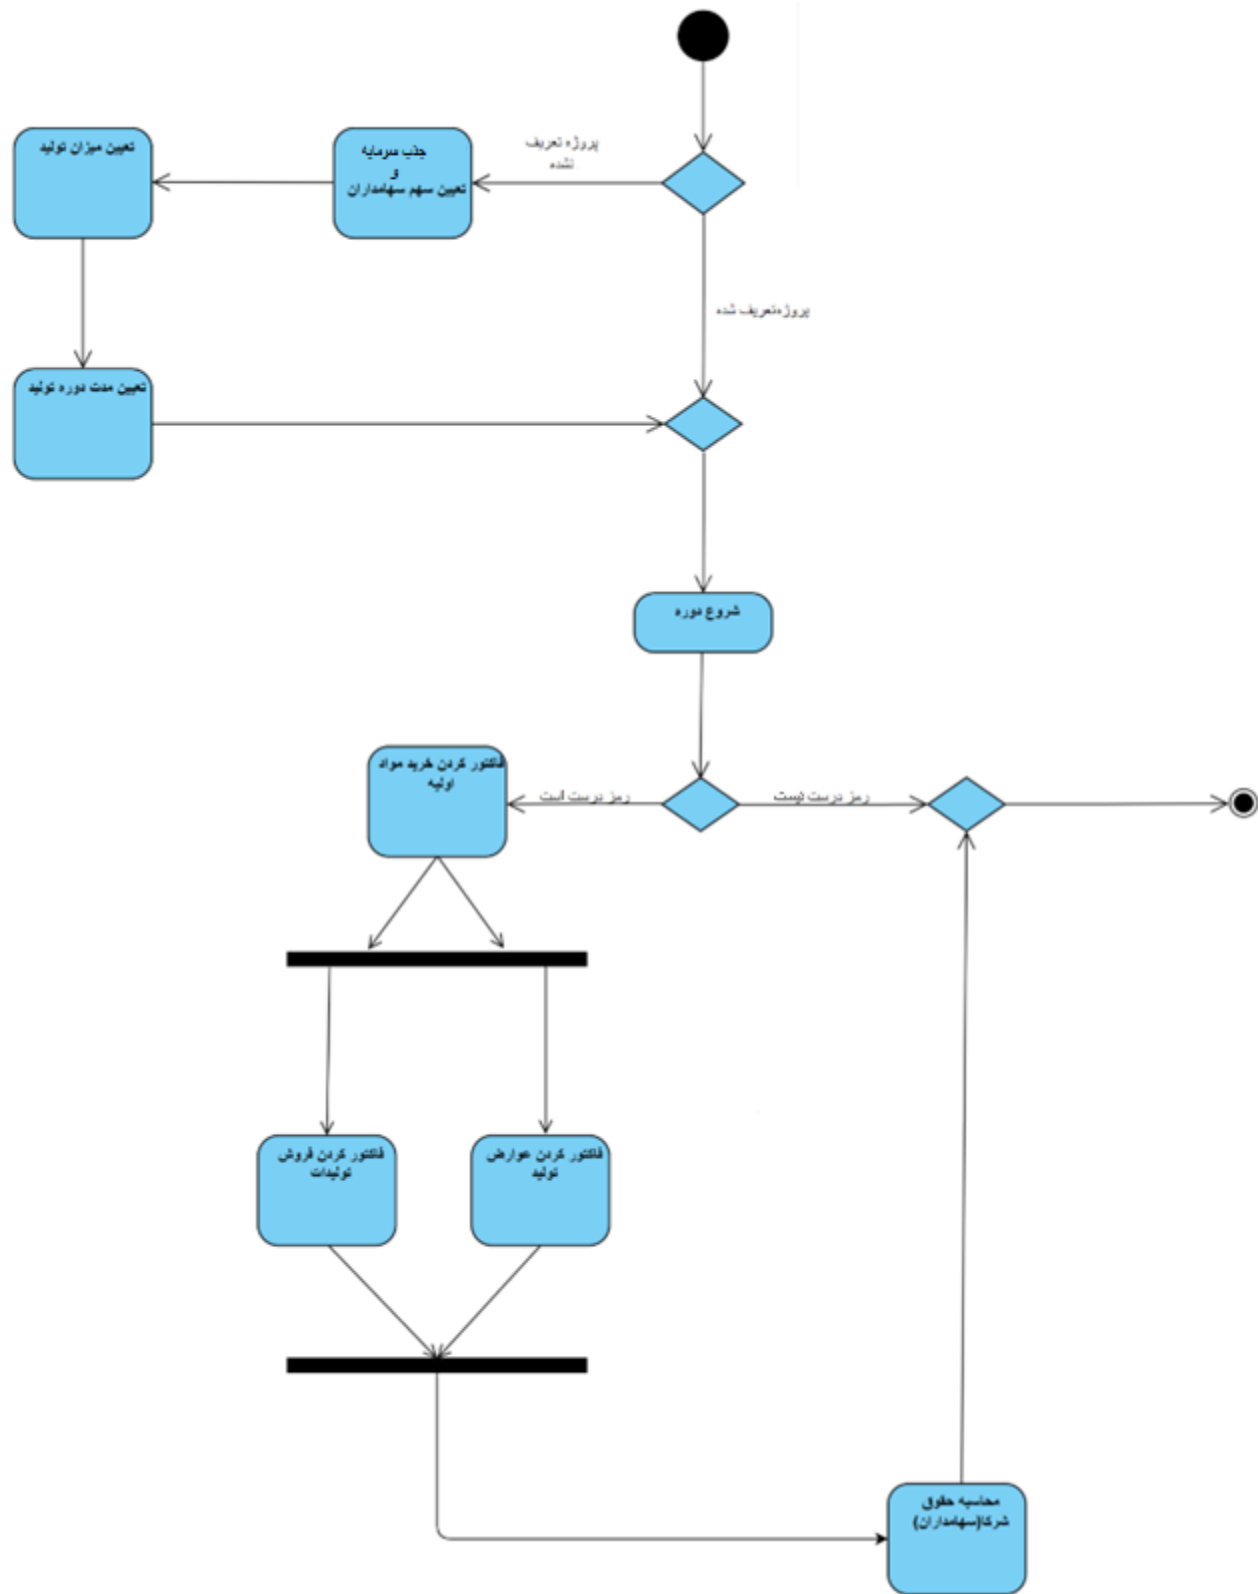 پروژه تعریف
نشده
جذب سرمایه
و
تعیین سهم سهامداران
تعیین میزان تولید
پروژه تعریف شده
تعیین مدت دوره تولید
شروع دوره
فاکتور کردن خرید مواد
اولیه
رمز درست است
رمز درست نیست
فاکتور کردن عوارض
تولید
فاکتور کردن فروش
تولیدات
محاسبه حقوق
شرکا(سهامداران)